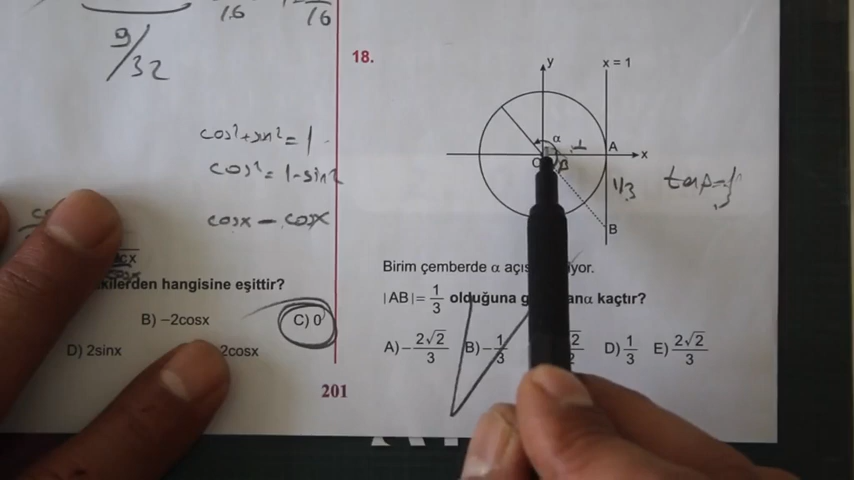 9/32
16
16
cos²+sin²=1
cos²=1-sin²
cosx - cosx
kilerden hangisine eşittir?
B) -2cosx
C) 0
D) 2sinx
2cosx
201
18.
y
x = 1
α
A
x
1
β
1/3
B
Birim çemberde α açıs iyor.
|AB|= 1/3 olduğuna g anα kaçtır?
A) -2√2/3
B) -1/3
D) 1/3
E) 2√2/3